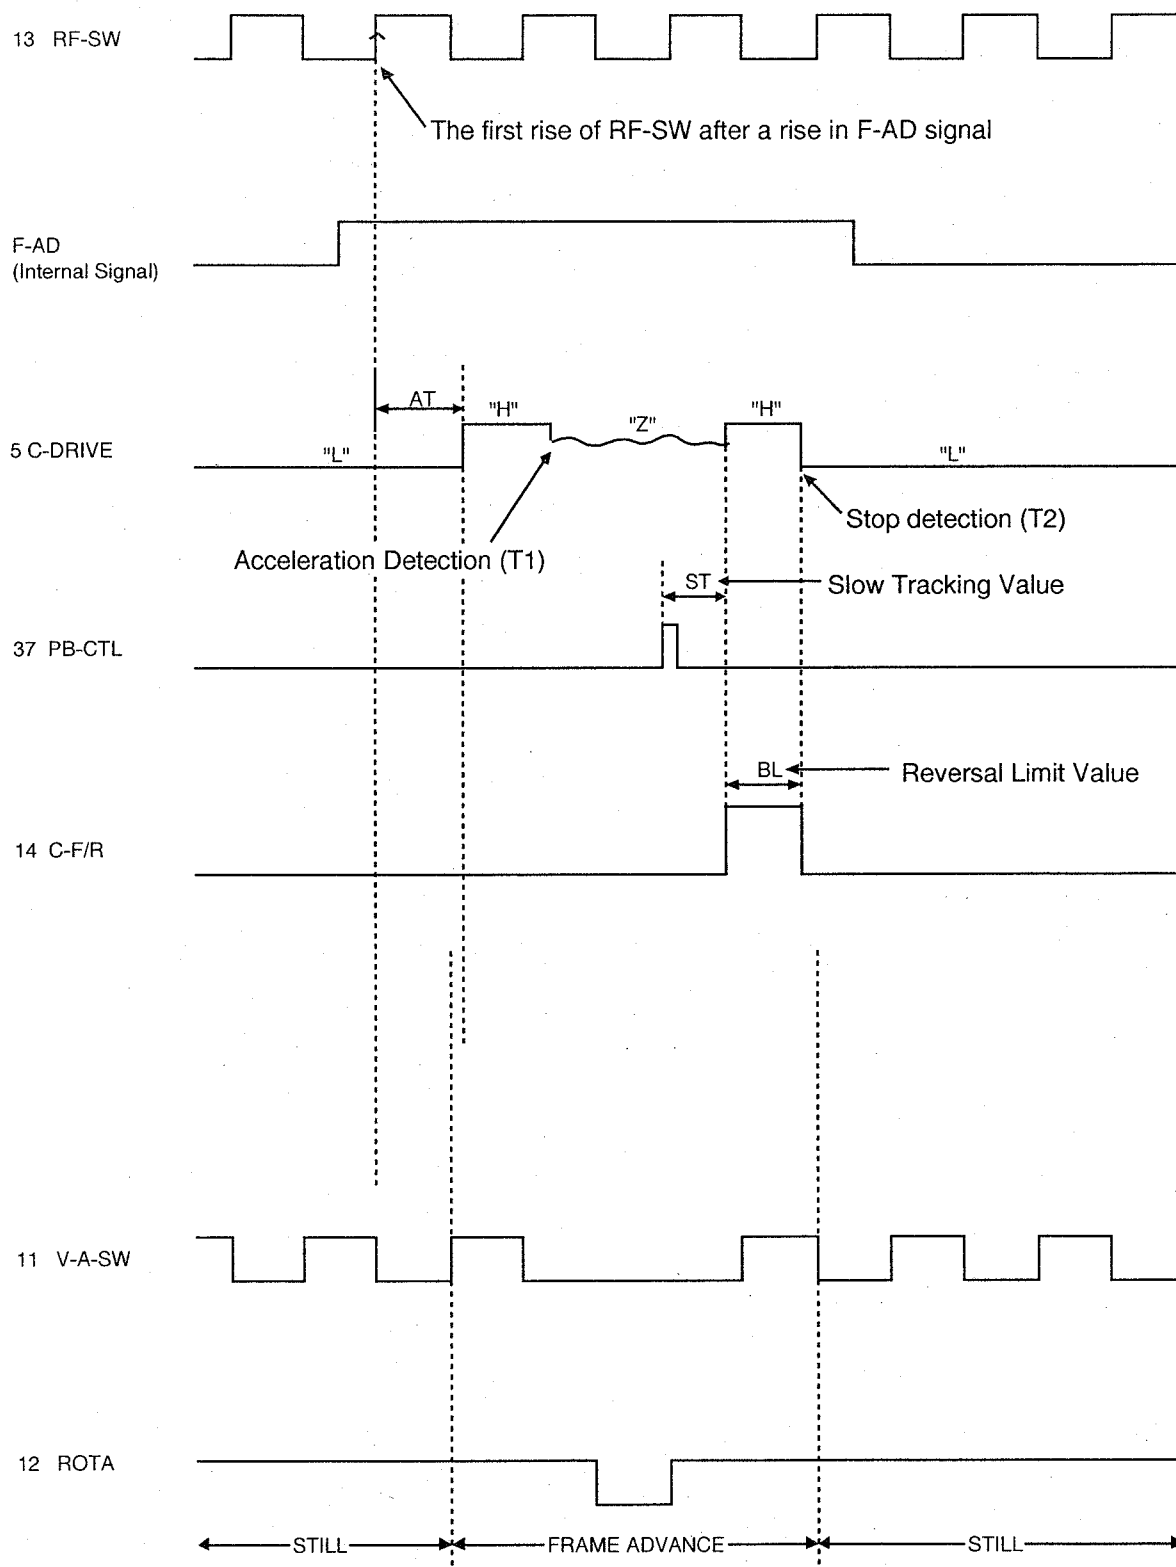 13 RF-SW
The first rise of RF-SW after a rise in F-AD signal
F-AD
(Internal Signal)
AT
"H"
"Z"
"H"
5 C-DRIVE
"L"
"L"
Stop detection (T2)
Acceleration Detection (T1)
ST
Slow Tracking Value
37 PB-CTL
BL
Reversal Limit Value
14 C-F/R
11 V-A-SW
12 ROTA
STILL
FRAME ADVANCE
STILL